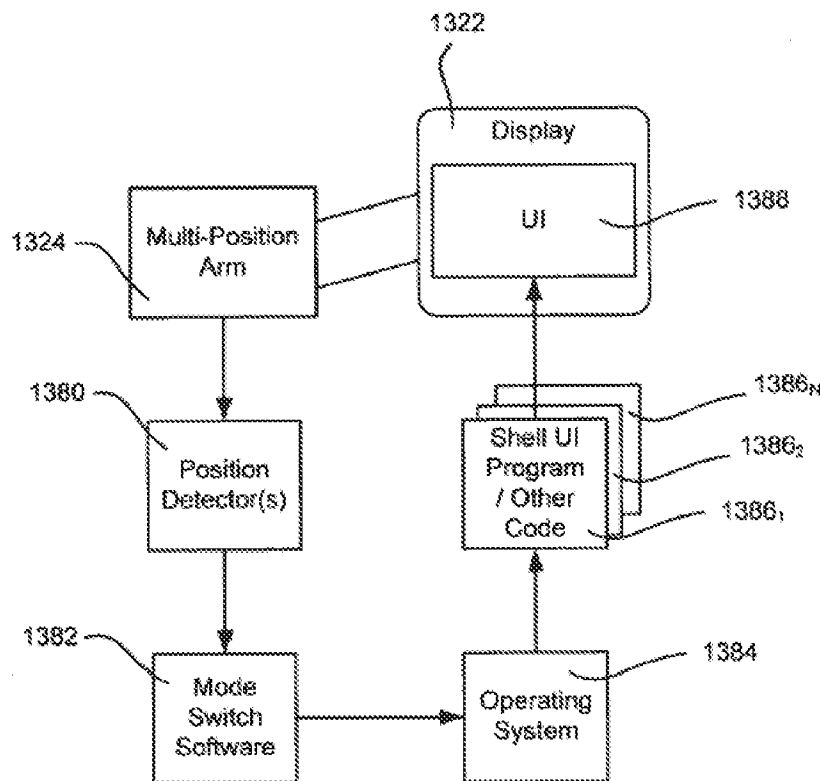 1322
Display
UI
1388
Multi-Position
Arm
1324
1380
Position
Detector(s)
Shell UI
Program
/ Other
Code
1386N
13862
13861
1382
Mode
Switch
Software
Operating
System
1384